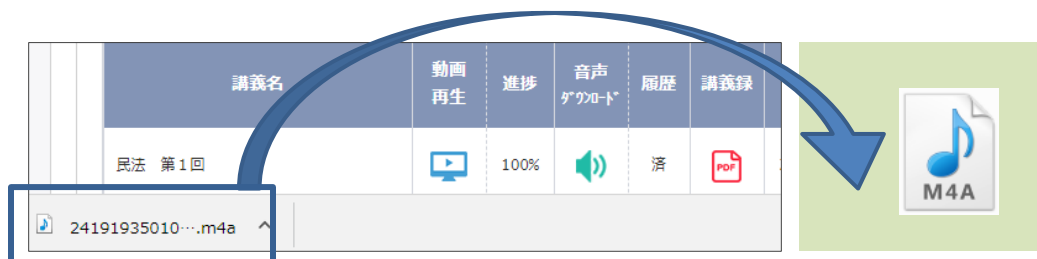 講義名
動画
再生
進捗
音声
ﾀﾞｳﾝﾛｰﾄﾞ
履歴
講義録
民法　第１回
100%
済
PDF
24191935010….m4a
M4A